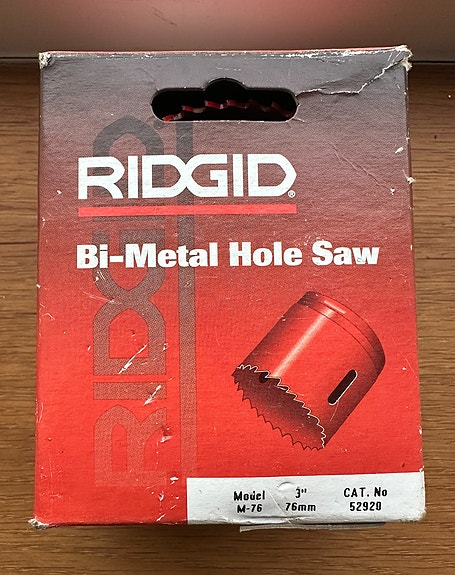 RIDGID®
Bi-Metal Hole Saw
RIDGID
Model 3" CAT. No
M-76 76mm 52920